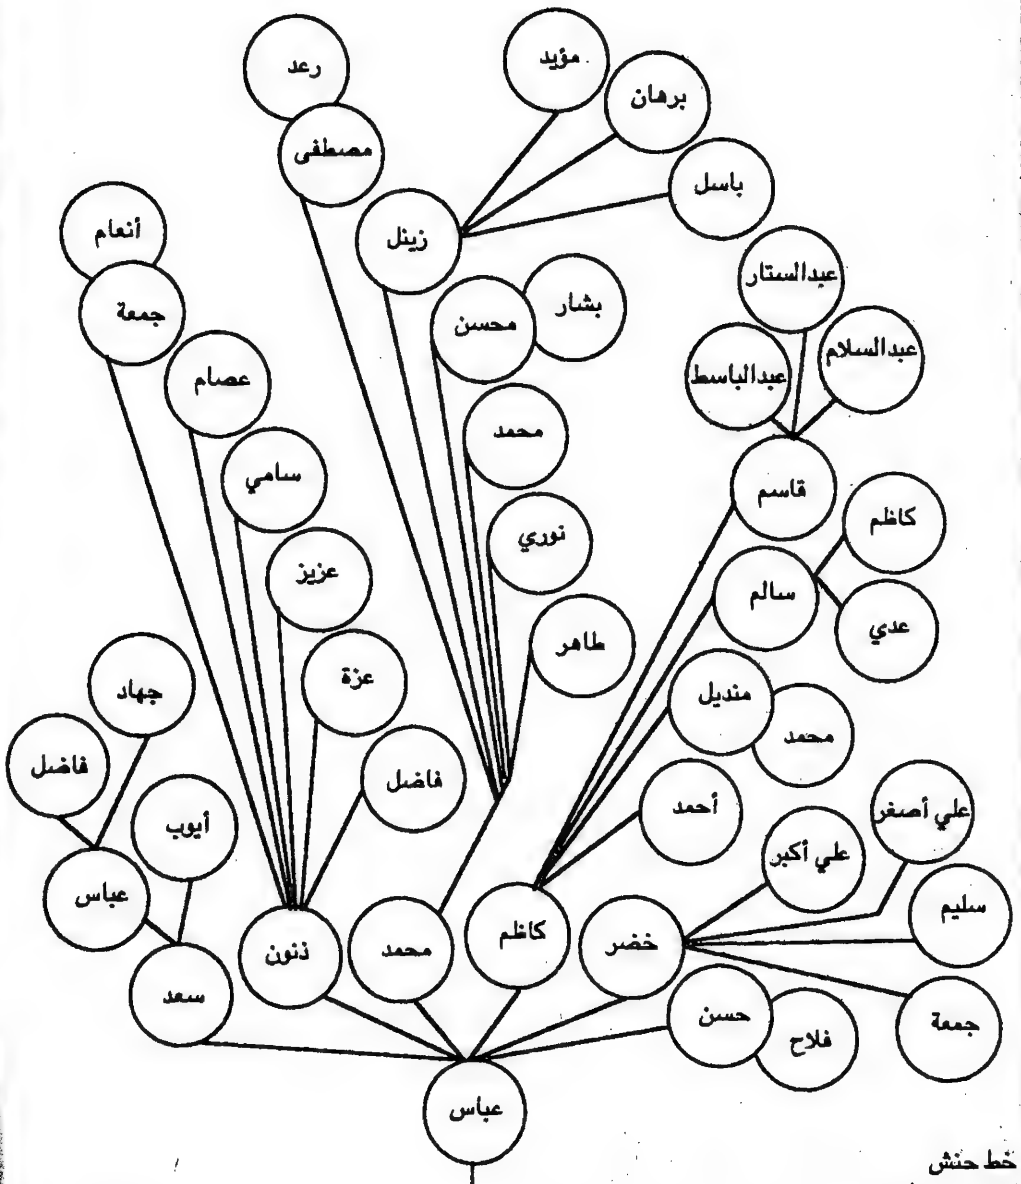 رعد
مؤيد
برهان
مصطفى
باسل
أنعام
زينل
عبدالستار
جمعة
محسن
بشار
عبدالسلام
عبدالباسط
عصام
محمد
سامي
قاسم
كاظم
نوري
عزيز
سالم
عدي
طاهر
عزة
جهاد
منديل
محمد
فاضل
فاضل
أحمد
علي أصغر
أيوب
علي أكبر
عباس
سليم
ذنون
محمد
كاظم
خضر
سعد
حسن
جمعة
فلاح
عباس
خط حنش